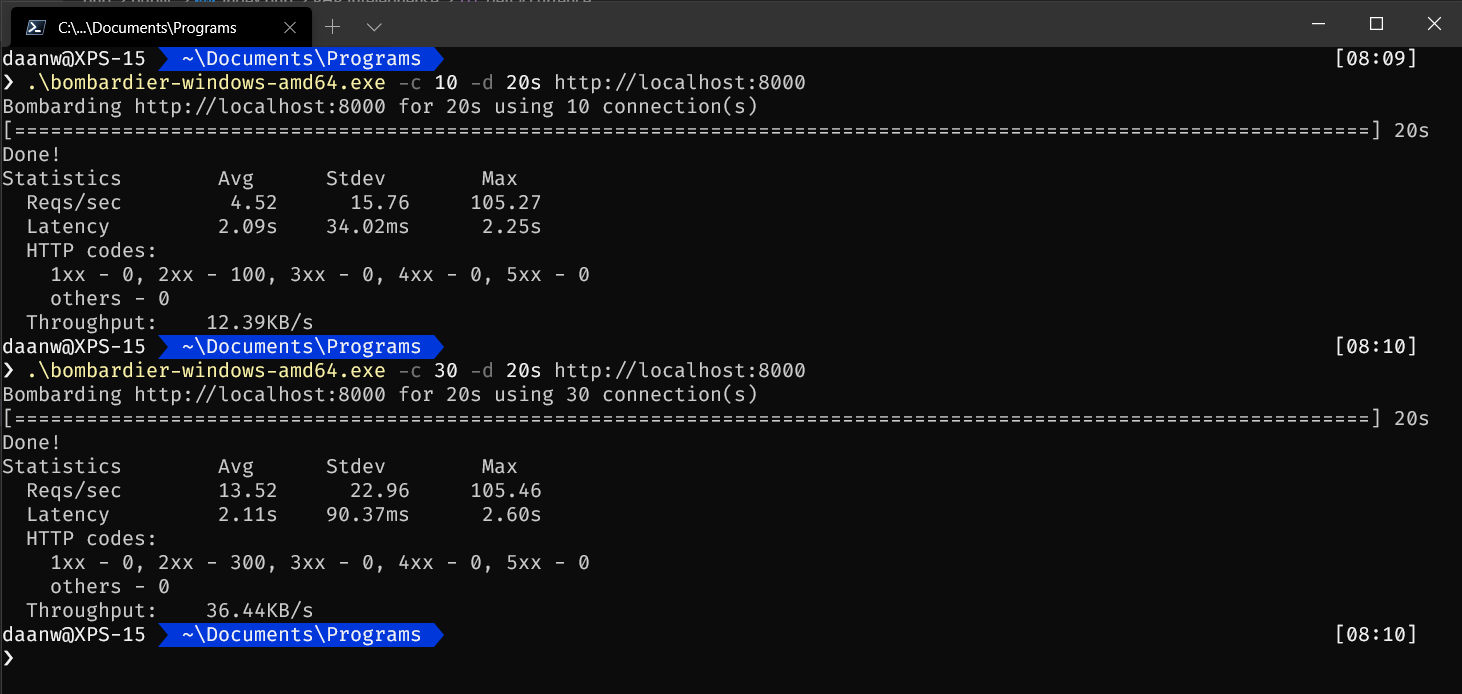 C:\...\Documents\Programs
daanw@XPS-15 ~\Documents\Programs [08:09]
❯ .\bombardier-windows-amd64.exe -c 10 -d 20s http://localhost:8000
Bombarding http://localhost:8000 for 20s using 10 connection(s)
[=================================================================================================================] 20s
Done!
Statistics        Avg      Stdev        Max
  Reqs/sec         4.52      15.76     105.27
  Latency         2.09s    34.02ms      2.25s
  HTTP codes:
    1xx - 0, 2xx - 100, 3xx - 0, 4xx - 0, 5xx - 0
    others - 0
  Throughput:    12.39KB/s
daanw@XPS-15 ~\Documents\Programs [08:10]
❯ .\bombardier-windows-amd64.exe -c 30 -d 20s http://localhost:8000
Bombarding http://localhost:8000 for 20s using 30 connection(s)
[=================================================================================================================] 20s
Done!
Statistics        Avg      Stdev        Max
  Reqs/sec        13.52      22.96     105.46
  Latency         2.11s    90.37ms      2.60s
  HTTP codes:
    1xx - 0, 2xx - 300, 3xx - 0, 4xx - 0, 5xx - 0
    others - 0
  Throughput:    36.44KB/s
daanw@XPS-15 ~\Documents\Programs [08:10]
❯